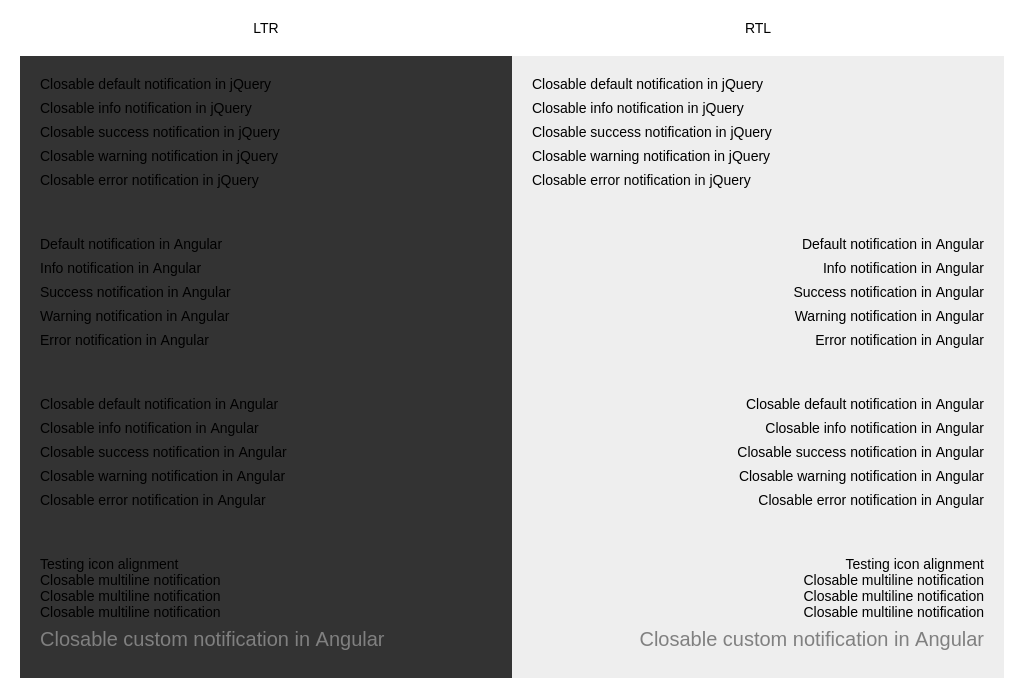 LTR
Closable default notification in jQuery
Closable info notification in jQuery
Closable success notification in jQuery
Closable warning notification in jQuery
Closable error notification in jQuery
Default notification in Angular
Info notification in Angular
Success notification in Angular
Warning notification in Angular
Error notification in Angular
Closable default notification in Angular
Closable info notification in Angular
Closable success notification in Angular
Closable warning notification in Angular
Closable error notification in Angular
Testing icon alignment
Closable multiline notification
Closable multiline notification
Closable multiline notification
Closable custom notification in Angular
RTL
Closable default notification in jQuery
Closable info notification in jQuery
Closable success notification in jQuery
Closable warning notification in jQuery
Closable error notification in jQuery
Default notification in Angular
Info notification in Angular
Success notification in Angular
Warning notification in Angular
Error notification in Angular
Closable default notification in Angular
Closable info notification in Angular
Closable success notification in Angular
Closable warning notification in Angular
Closable error notification in Angular
Testing icon alignment
Closable multiline notification
Closable multiline notification
Closable multiline notification
Closable custom notification in Angular